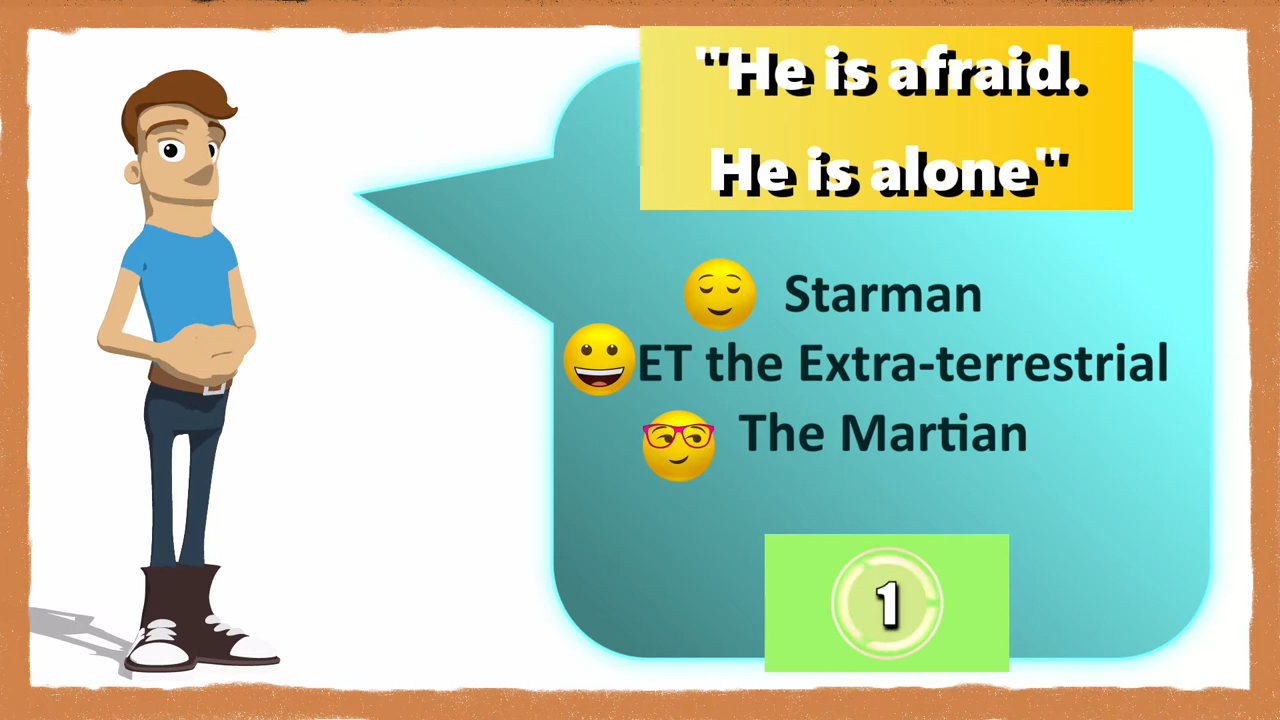 "He is afraid.
He is alone"
Starman
ET the Extra-terrestrial
The Martian
1